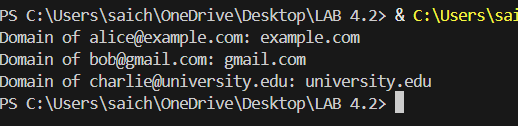 PS C:\Users\saich\OneDrive\Desktop\LAB 4.2> & C:\Users\sai
Domain of alice@example.com: example.com
Domain of bob@gmail.com: gmail.com
Domain of charlie@university.edu: university.edu
PS C:\Users\saich\OneDrive\Desktop\LAB 4.2>